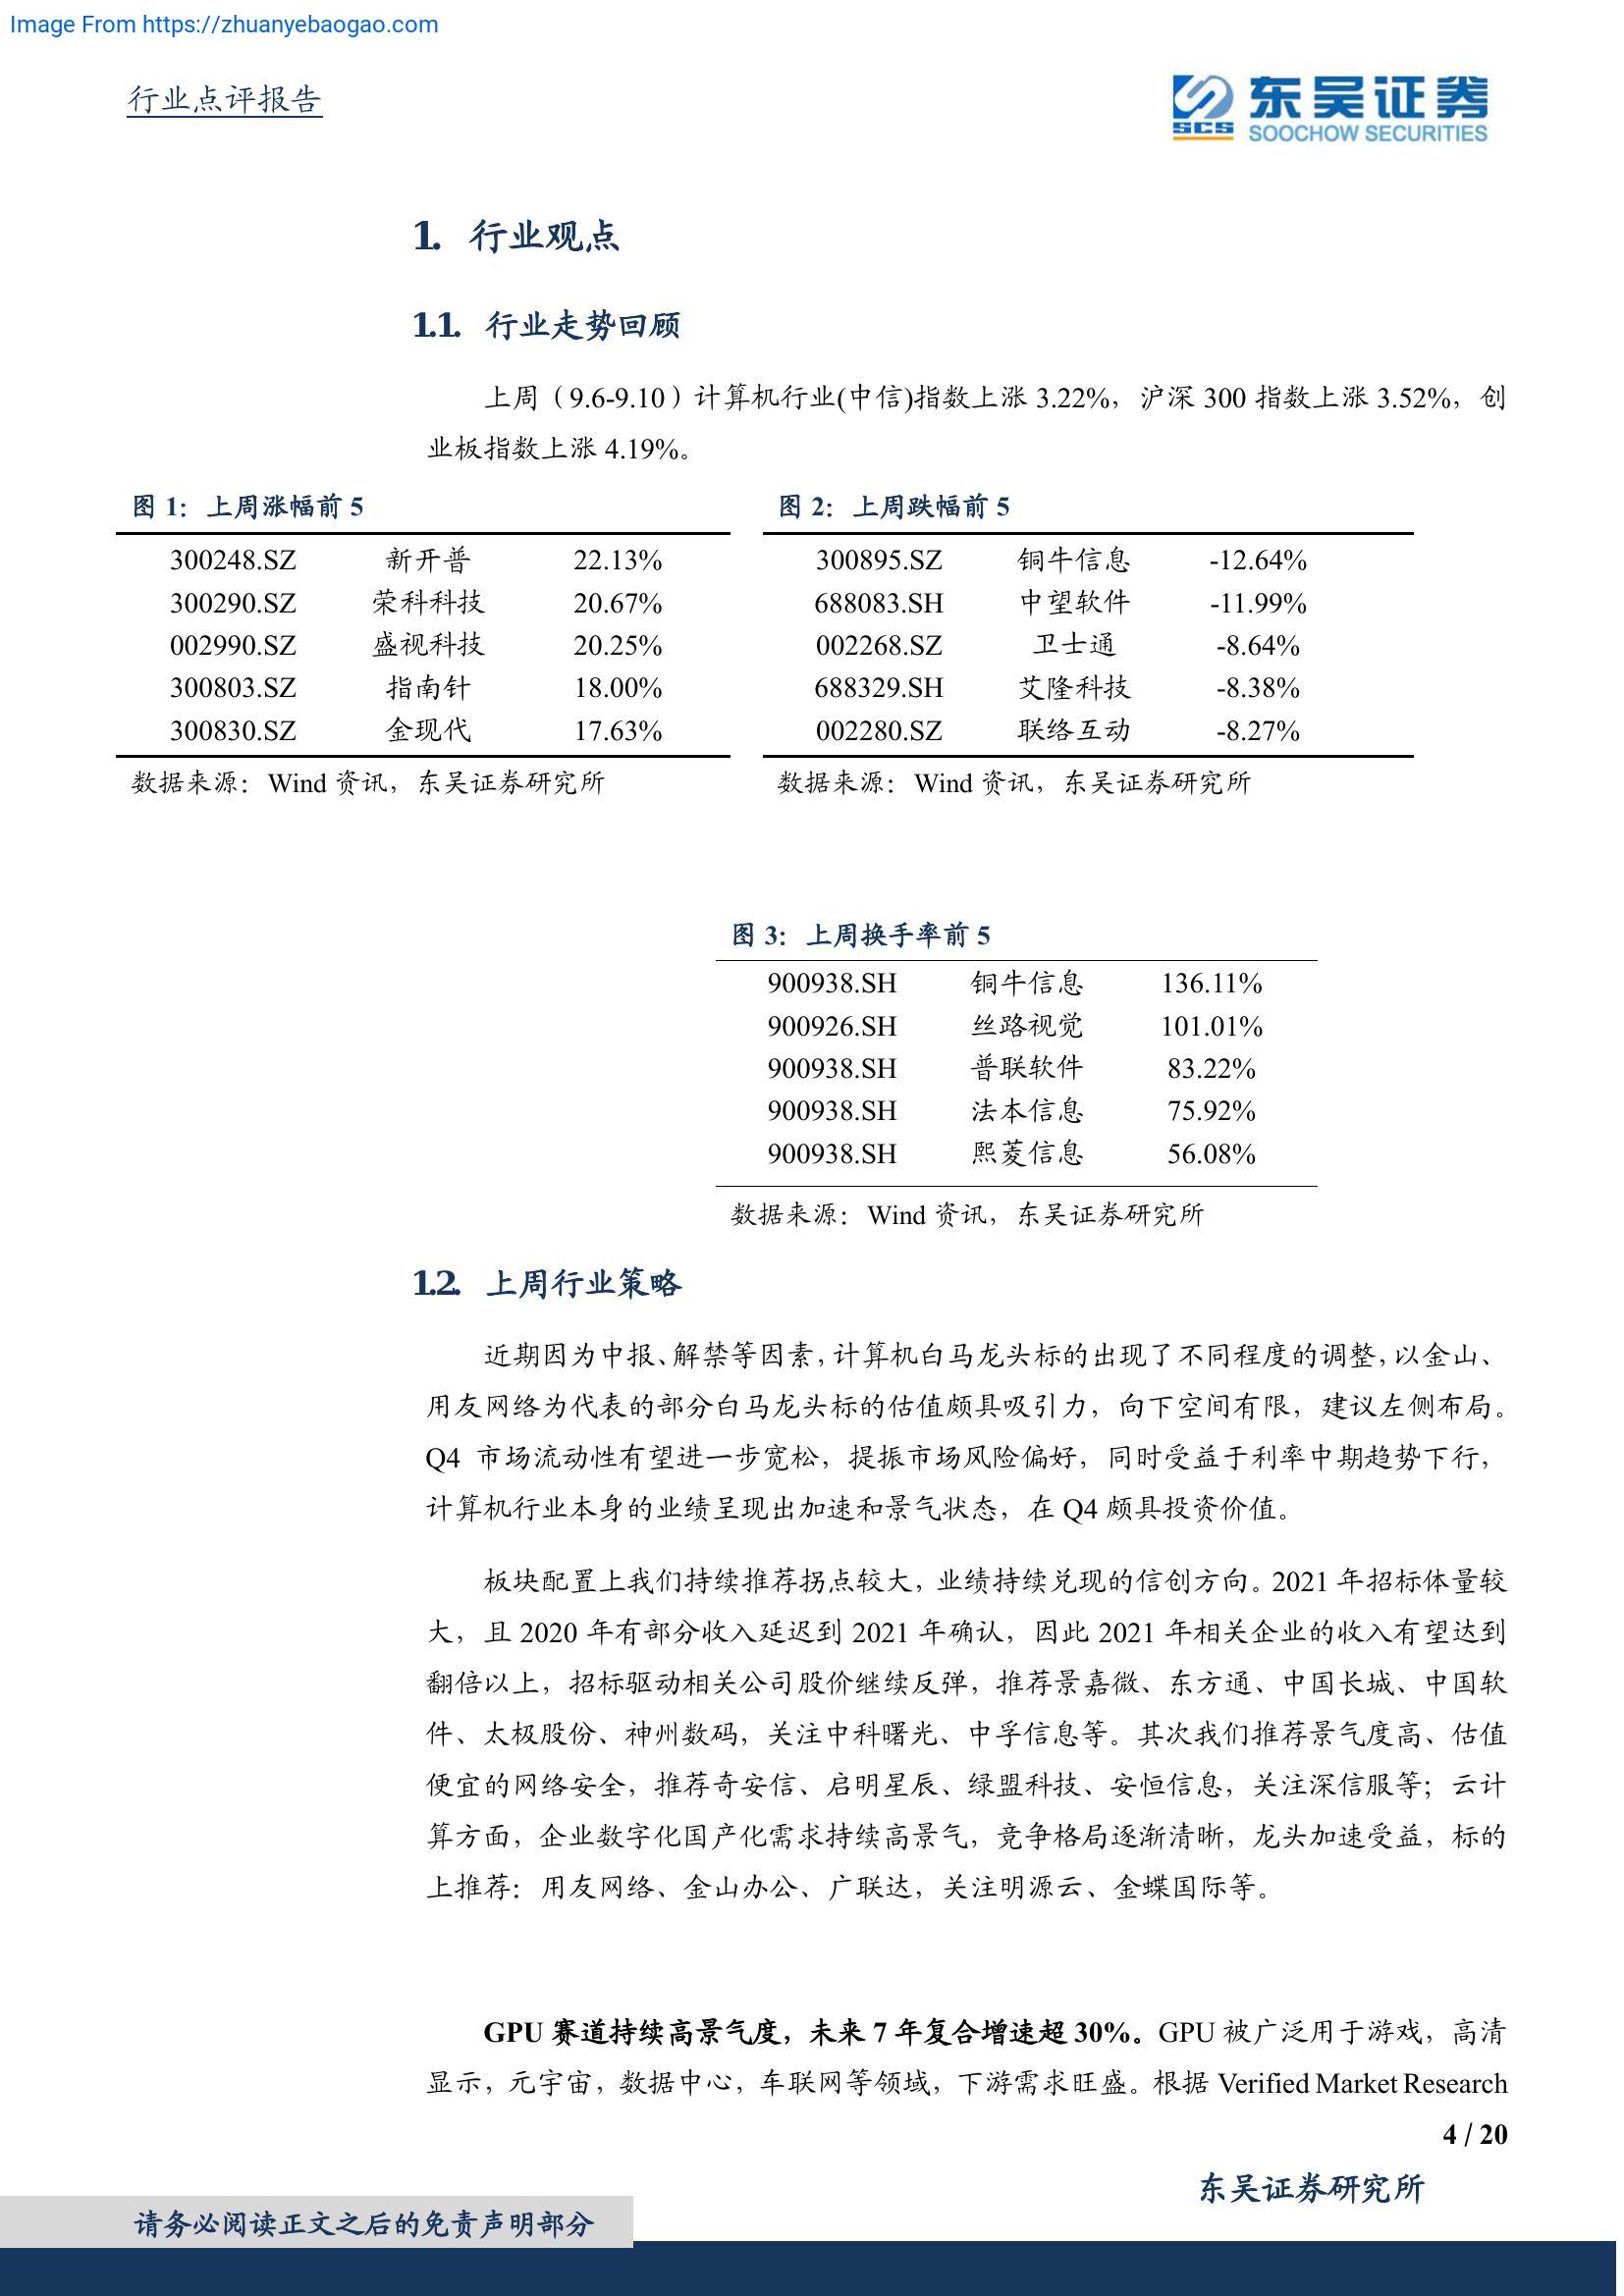 Image From https://zhuanyebaogao.com
行业点评报告
东吴证券
SCS
SOOCHOW SECURITIES
1. 行业观点
1.1. 行业走势回顾
上周（9.6-9.10）计算机行业(中信)指数上涨 3.22%，沪深 300 指数上涨 3.52%，创
业板指数上涨 4.19%。
图 1：上周涨幅前 5
300248.SZ 新开普 22.13%
300290.SZ 荣科科技 20.67%
002990.SZ 盛视科技 20.25%
300803.SZ 指南针 18.00%
300830.SZ 金现代 17.63%
数据来源：Wind 资讯，东吴证券研究所
图 2：上周跌幅前 5
300895.SZ 铜牛信息 -12.64%
688083.SH 中望软件 -11.99%
002268.SZ 卫士通 -8.64%
688329.SH 艾隆科技 -8.38%
002280.SZ 联络互动 -8.27%
数据来源：Wind 资讯，东吴证券研究所
图 3：上周换手率前 5
900938.SH 铜牛信息 136.11%
900926.SH 丝路视觉 101.01%
900938.SH 普联软件 83.22%
900938.SH 法本信息 75.92%
900938.SH 熙菱信息 56.08%
数据来源：Wind 资讯，东吴证券研究所
1.2. 上周行业策略
近期因为中报、解禁等因素，计算机白马龙头标的出现了不同程度的调整，以金山、
用友网络为代表的部分白马龙头标的估值颇具吸引力，向下空间有限，建议左侧布局。
Q4 市场流动性有望进一步宽松，提振市场风险偏好，同时受益于利率中期趋势下行，
计算机行业本身的业绩呈现出加速和景气状态，在 Q4 颇具投资价值。
板块配置上我们持续推荐拐点较大，业绩持续兑现的信创方向。2021 年招标体量较
大，且 2020 年有部分收入延迟到 2021 年确认，因此 2021 年相关企业的收入有望达到
翻倍以上，招标驱动相关公司股价继续反弹，推荐景嘉微、东方通、中国长城、中国软
件、太极股份、神州数码，关注中科曙光、中孚信息等。其次我们推荐景气度高、估值
便宜的网络安全，推荐奇安信、启明星辰、绿盟科技、安恒信息，关注深信服等；云计
算方面，企业数字化国产化需求持续高景气，竞争格局逐渐清晰，龙头加速受益，标的
上推荐：用友网络、金山办公、广联达，关注明源云、金蝶国际等。
GPU 赛道持续高景气度，未来 7 年复合增速超 30%。GPU 被广泛用于游戏，高清
显示，元宇宙，数据中心，车联网等领域，下游需求旺盛。根据 Verified Market Research
4 / 20
东吴证券研究所
请务必阅读正文之后的免责声明部分